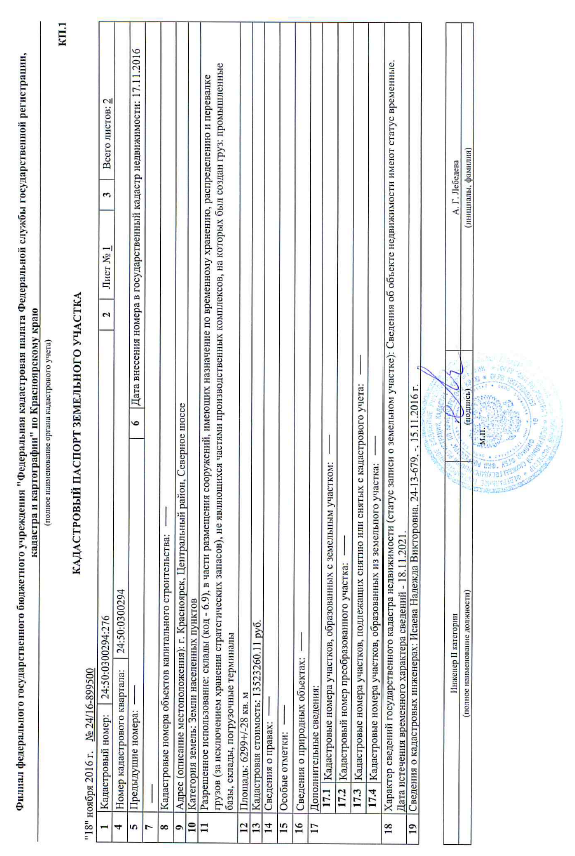 Филиал федерального государственного бюджетного учреждения "Федеральная кадастровая палата Федеральной службы государственной регистрации,
кадастра и картографии" по Красноярскому краю
(полное наименование органа кадастрового учета)
КП.1
КАДАСТРОВЫЙ ПАСПОРТ ЗЕМЕЛЬНОГО УЧАСТКА
"18" ноября 2016 г. № 24/16-899500
1 Кадастровый номер: 24:50:0300294:276 2 Лист № 1 3 Всего листов: 2
4 Номер кадастрового квартала: 24:50:0300294
5 Предыдущие номера: —— 6 Дата внесения номера в государственный кадастр недвижимости: 17.11.2016
7 ——
8 Кадастровые номера объектов капитального строительства: ——
9 Адрес (описание местоположения): г. Красноярск, Центральный район, Северное шоссе
10 Категория земель: Земли населенных пунктов
11 Разрешенное использование: склады (код - 6.9), в части размещения сооружений, имеющих назначение по временному хранению, распределению и перевалке
грузов (за исключением хранения стратегических запасов), не являющихся частями производственных комплексов, на которых был создан груз: промышленные
базы, склады, погрузочные терминалы
12 Площадь: 6299+/-28 кв. м
13 Кадастровая стоимость: 13523260.11 руб.
14 Сведения о правах: ——
15 Особые отметки: ——
16 Сведения о природных объектах: ——
17 Дополнительные сведения:
17.1 Кадастровые номера участков, образованных с земельным участком: ——
17.2 Кадастровый номер преобразованного участка: ——
17.3 Кадастровые номера участков, подлежащих снятию или снятых с кадастрового учета: ——
17.4 Кадастровые номера участков, образованных из земельного участка: ——
18 Характер сведений государственного кадастра недвижимости (статус записи о земельном участке): Сведения об объекте недвижимости имеют статус временные.
Дата истечения временного характера сведений - 18.11.2021.
19 Сведения о кадастровых инженерах: Исаева Надежда Викторовна, 24-13-679, -, 15.11.2016 г.
Инженер II категории А. Г. Лебедева
(полное наименование должности) (подпись) (инициалы, фамилия)
М.П.